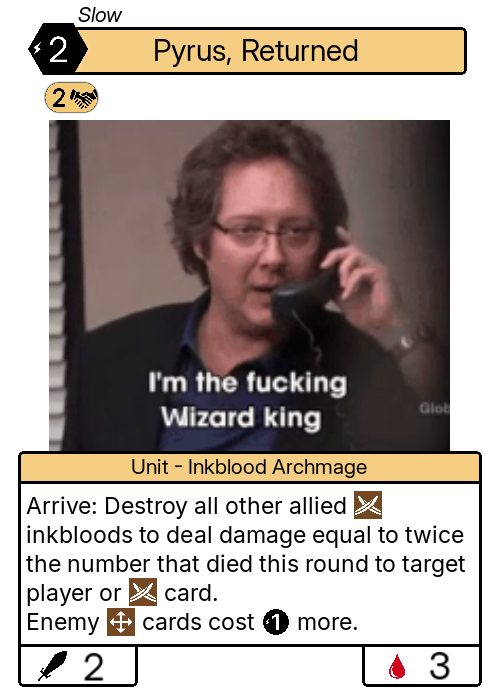 Slow
2 Pyrus, Returned
2
I'm the fucking
Wizard king
Glob
Unit - Inkblood Archmage
Arrive: Destroy all other allied
inkbloods to deal damage equal to twice
the number that died this round to target
player or card.
Enemy cards cost 1 more.
2 3